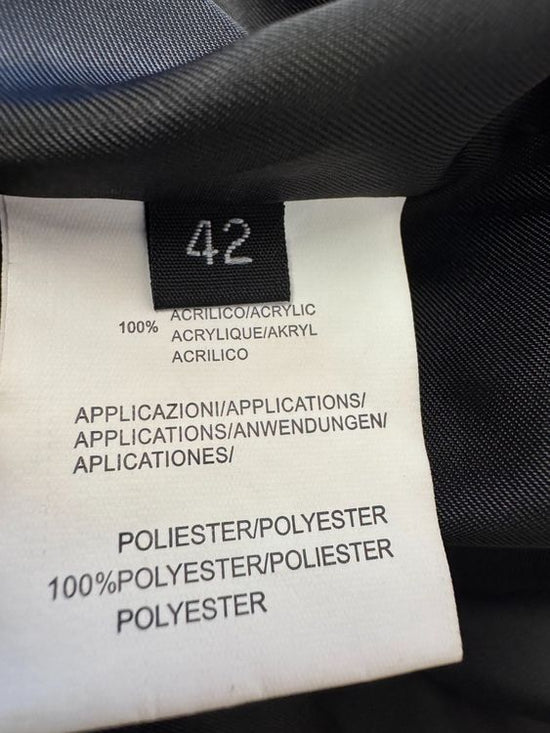 42
100% ACRILICO/ACRYLIC
ACRYLIQUE/AKRYL
ACRILICO
APPLICAZIONI/APPLICATIONS/
APPLICATIONS/ANWENDUNGEN/
APLICATIONES/
POLIESTER/POLYESTER
100%POLYESTER/POLIESTER
POLYESTER